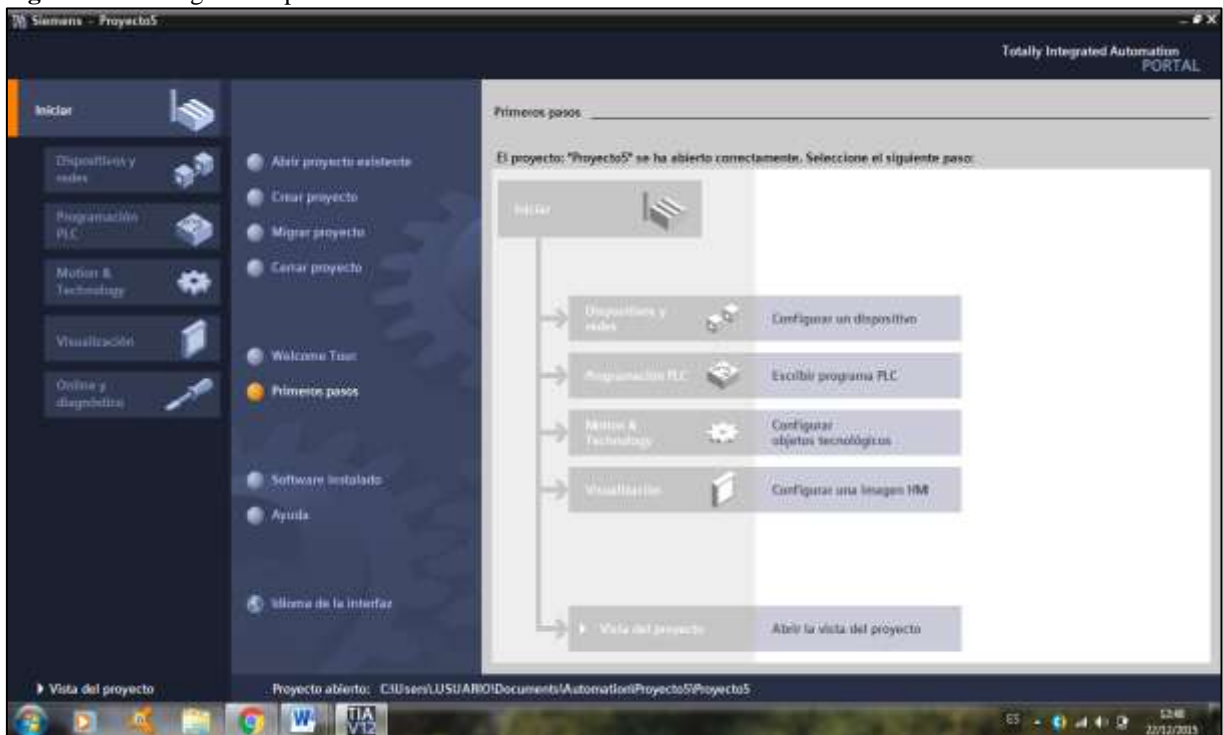 Siemens - Proyecto5
Totally Integrated Automation
PORTAL
Iniciar
Dispositivos y
redes
Programación
PLC
Motion &
Technology
Visualización
Online y
diagnóstico
Abrir proyecto existente
Crear proyecto
Migrar proyecto
Cerrar proyecto
Welcome Tour
Primeros pasos
Software instalado
Ayuda
Idioma de la interfaz
Primeros pasos
El proyecto: "Proyecto5" se ha abierto correctamente. Seleccione el siguiente paso:
Iniciar
Dispositivos y
redes
Configurar un dispositivo
Programación PLC
Escribir programa PLC
Motion &
Technology
Configurar
objetos tecnológicos
Visualización
Configurar una imagen HMI
Vista del proyecto
Abrir la vista del proyecto
Vista del proyecto
Proyecto abierto: C:\Users\USUARIO\Documents\Automation\Proyecto5\Proyecto5
W
TIA
V12
ES
12:48
22/12/2015